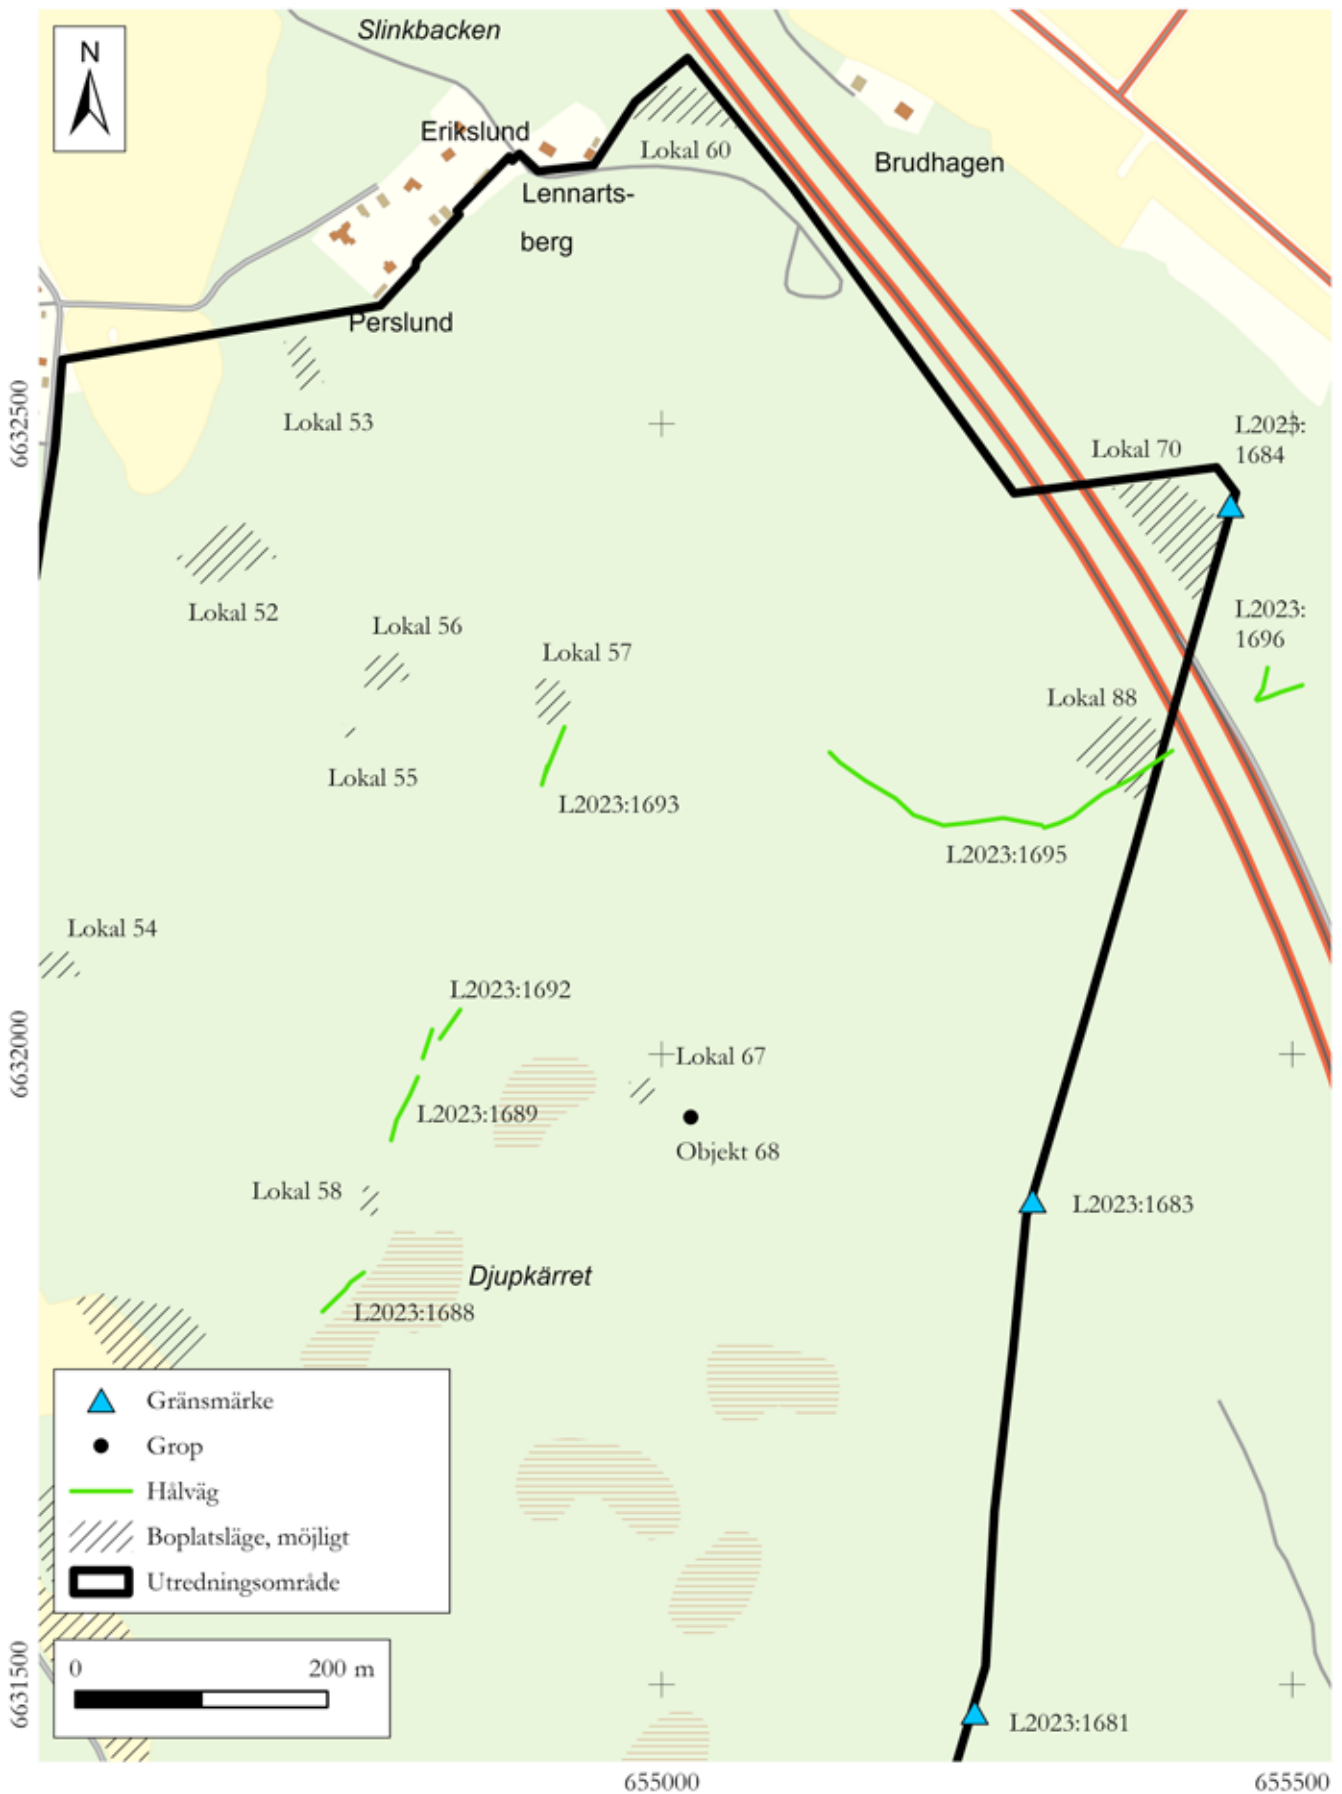 Slinkbacken
N
Erikslund
Lokal 60
Brudhagen
Lennarts-
berg
Perslund
6632500
Lokal 53
L2023:
1684
Lokal 70
Lokal 52
L2023:
1696
Lokal 56
Lokal 57
Lokal 88
Lokal 55
L2023:1693
L2023:1695
Lokal 54
L2023:1692
6632000
Lokal 67
L2023:1689
Objekt 68
Lokal 58
L2023:1683
Djupkärret
L2023:1688
Gränsmärke
Grop
Hålväg
Boplatsläge, möjligt
Utredningsområde
6631500
0 200 m
L2023:1681
655000 655500